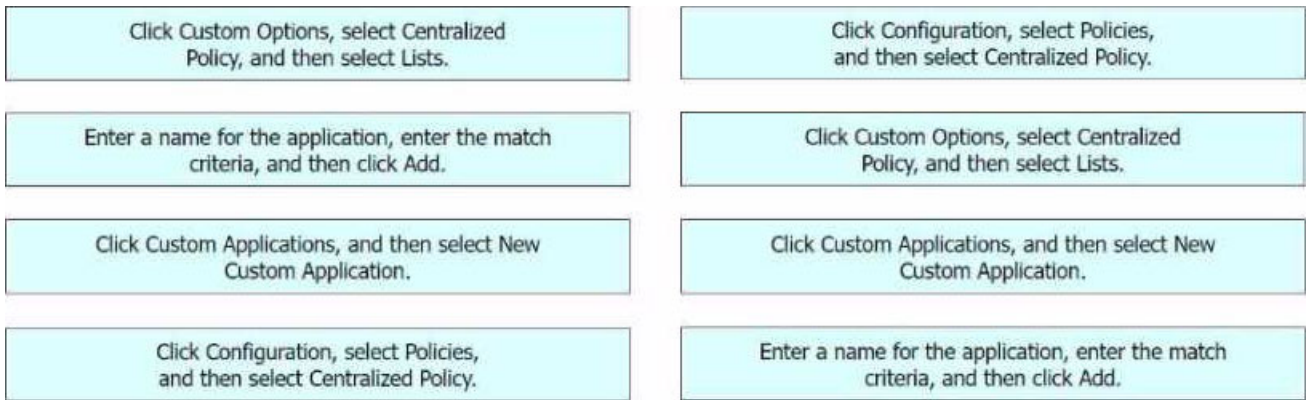 Click Custom Options, select Centralized
Policy, and then select Lists.
Enter a name for the application, enter the match
criteria, and then click Add.
Click Custom Applications, and then select New
Custom Application.
Click Configuration, select Policies,
and then select Centralized Policy.
Click Configuration, select Policies,
and then select Centralized Policy.
Click Custom Options, select Centralized
Policy, and then select Lists.
Click Custom Applications, and then select New
Custom Application.
Enter a name for the application, enter the match
criteria, and then click Add.